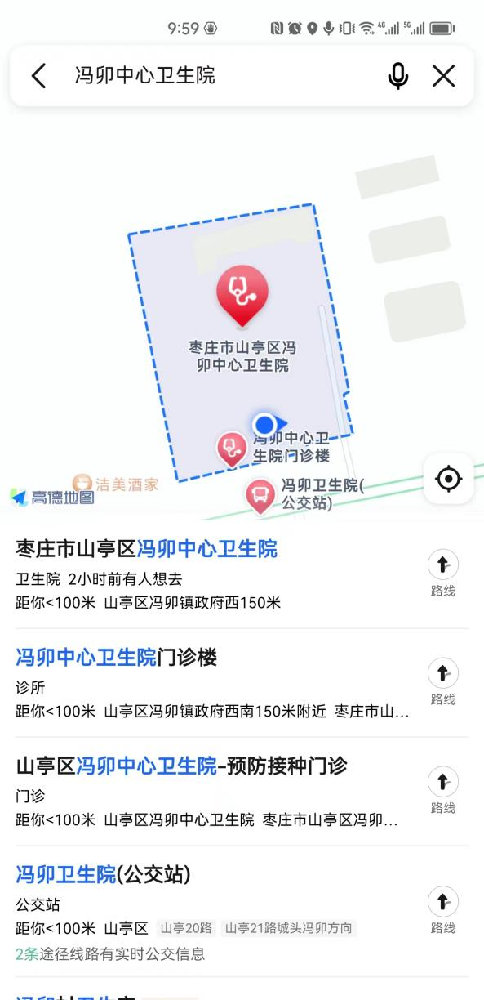 9:59
4G 5G
冯卯中心卫生院
枣庄市山亭区冯
卯中心卫生院
冯卯中心卫
生院门诊楼
洁美酒家
高德地图
冯卯卫生院(
公交站)
枣庄市山亭区冯卯中心卫生院
卫生院 2小时前有人想去
距你<100米 山亭区冯卯镇政府西150米
路线
冯卯中心卫生院门诊楼
诊所
距你<100米 山亭区冯卯镇政府西南150米附近 枣庄市山...
路线
山亭区冯卯中心卫生院-预防接种门诊
门诊
距你<100米 山亭区冯卯中心卫生院 枣庄市山亭区冯卯...
路线
冯卯卫生院(公交站)
公交站
距你<100米 山亭区 山亭20路 山亭21路城头冯卯方向
路线
2条途径线路有实时公交信息